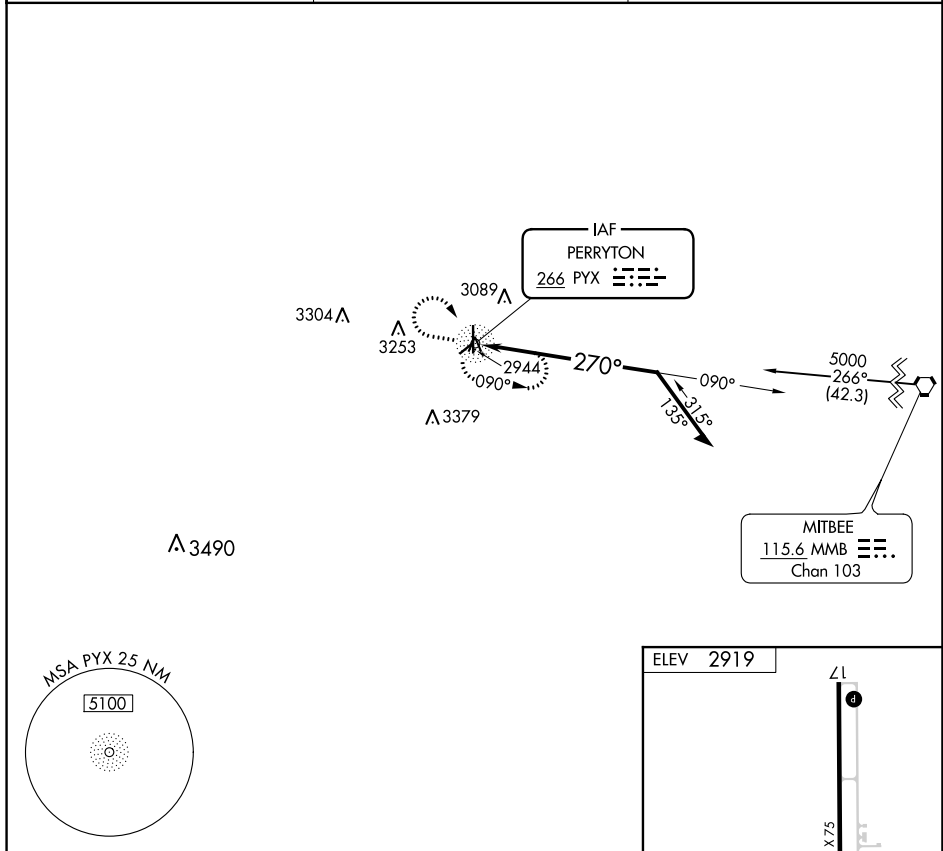 IAF
PERRYTON
266 PYX
3089
3304
3253
2944
090°
270°
090°
5000
266°
(42.3)
315°
135°
3379
MITBEE
115.6 MMB
Chan 103
3490
MSA PYX 25 NM
5100
ELEV 2919
17
P
X 75